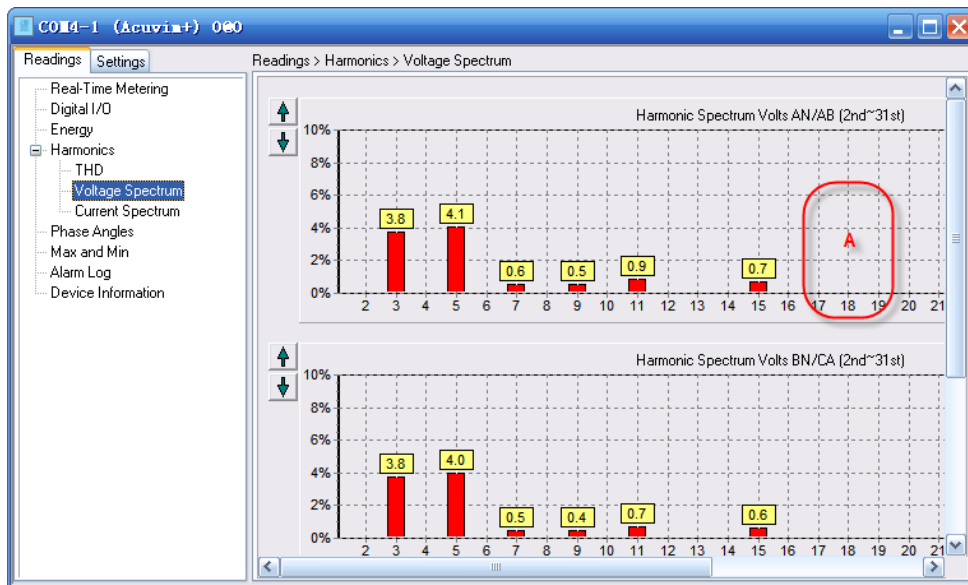 COM4-1 (Acuvim+) 0@0
Readings
Settings
Readings > Harmonics > Voltage Spectrum
Real-Time Metering
Digital I/O
Energy
Harmonics
THD
Voltage Spectrum
Current Spectrum
Phase Angles
Max and Min
Alarm Log
Device Information
Harmonic Spectrum Volts AN/AB (2nd~31st)
10%
8%
6%
4%
2%
0%
3.8
4.1
0.6
0.5
0.9
0.7
A
2 3 4 5 6 7 8 9 10 11 12 13 14 15 16 17 18 19 20 21
Harmonic Spectrum Volts BN/CA (2nd~31st)
10%
8%
6%
4%
2%
0%
3.8
4.0
0.5
0.4
0.7
0.6
2 3 4 5 6 7 8 9 10 11 12 13 14 15 16 17 18 19 20 21